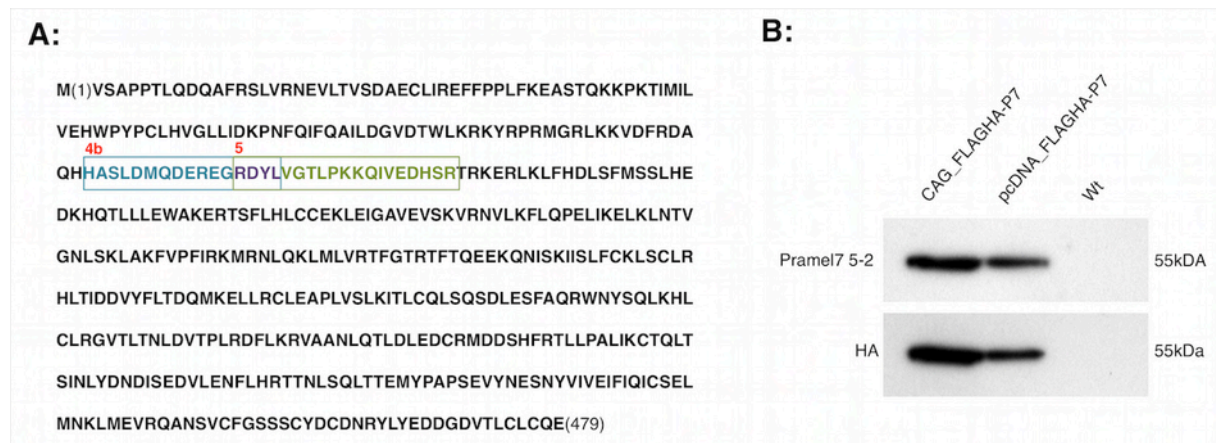 A:
M(1)VSAPPTLQDQAFRSLVRNEVLTVSDAECLIREFFPPLFKEASTQKKPKTIMIL
VEHWPYPCLHVGLLIDKPNFQIFQAILDGVDTWLKRKYRPRMGRLKKVDFRDA
4b 5
QHHASLDMQDEREGRDYLVGTLPKKQIVEDHSRTRKERLKLFHDLSFMSSLHE
DKHQTLLLEWAKERTSFLHLCCEKLEIGAVEVSKVRNVLKFLQPELIKELKLNTV
GNLSKLAKFVPFIRKMRNLQKLMLVRTFGTRTFTQEEKQNISKIISLFCKLSCLR
HLTIDDVYFLTDQMKELLRCLEAPLVSLKITLCQLSQSDLESFAQRWNYSQLKHL
CLRGVTLTNLDVTPLRDFLKRVAANLQTLDLEDCRMDDSHFRTLLPALIKCTQLT
SINLYDNDISEDVLENFLHRTTNLSQLTTEMYPAPSEVYNESNYVIVEIFIQICSEL
MNKLMEVRQANSVCFGSSSCYDCDNRYLYEDDGDVTLCLCQE(479)
B:
CAG_FLAGHA-P7
pcDNA_FLAGHA-P7
Wt
Pramel7 5-2
55kDA
HA
55kDa